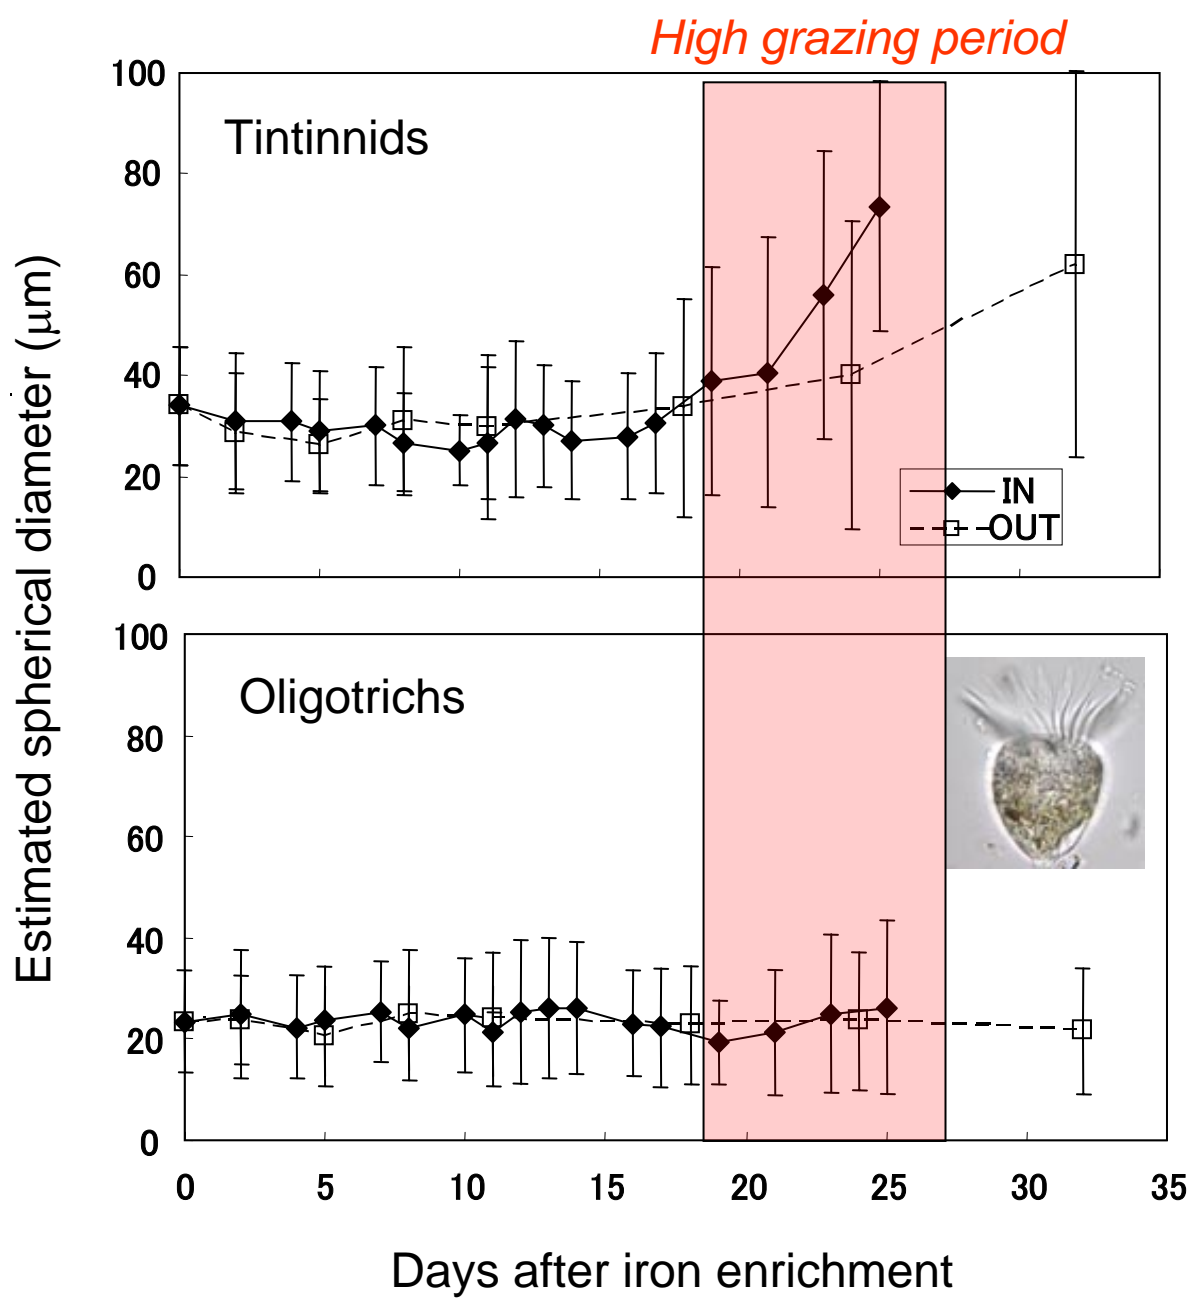 High grazing period
100
Tintinnids
80
60
40
20
0
IN
OUT
Estimated spherical diameter (μm)
100
Oligotrichs
80
60
40
20
0
0 5 10 15 20 25 30 35
Days after iron enrichment